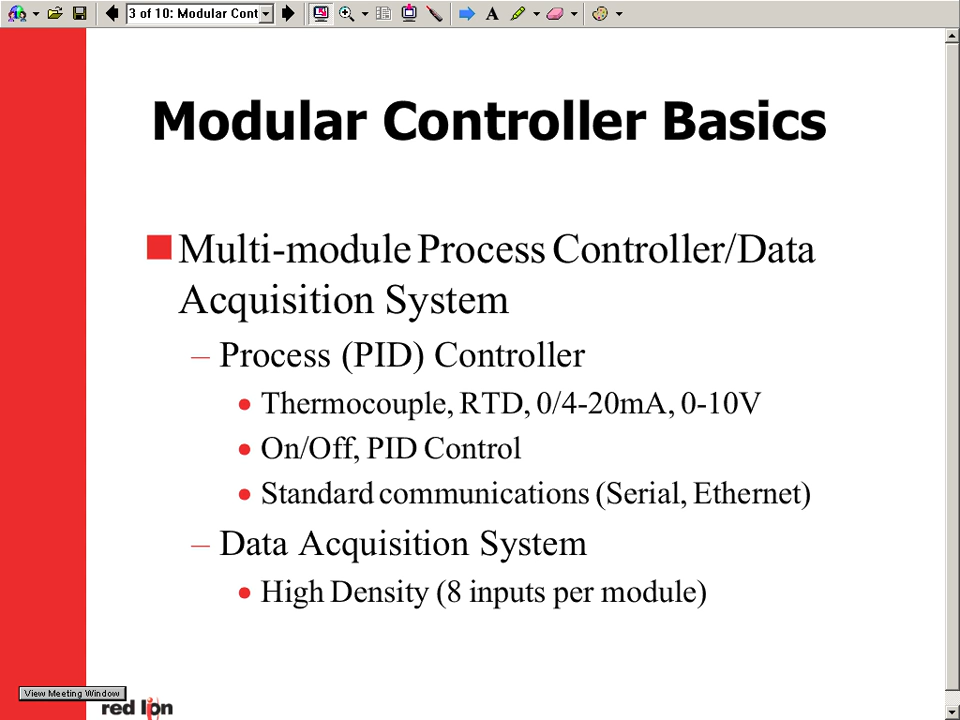 3 of 10: Modular Cont
A
Modular Controller Basics
Multi-module Process Controller/Data
Acquisition System
– Process (PID) Controller
• Thermocouple, RTD, 0/4-20mA, 0-10V
• On/Off, PID Control
• Standard communications (Serial, Ethernet)
– Data Acquisition System
• High Density (8 inputs per module)
View Meeting Window
red lion